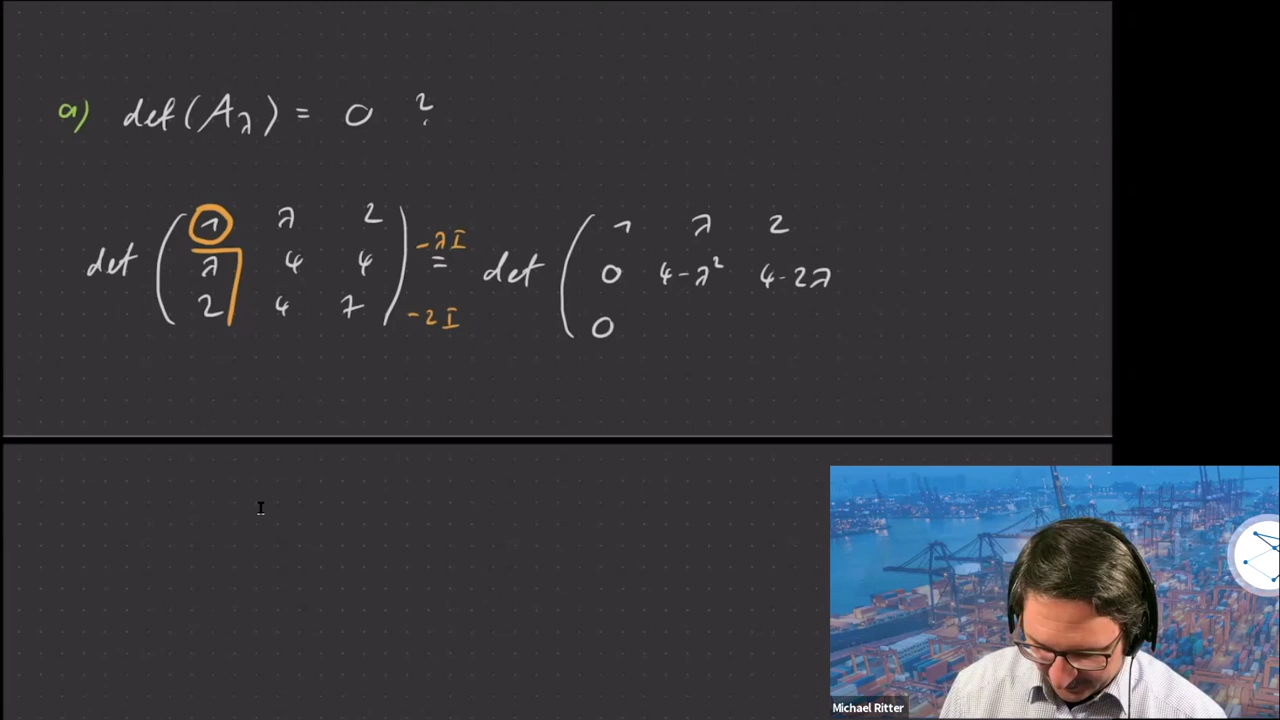 a) det(A_λ) = 0 ?
det ( 1 λ 2 -λI = det ( 1 λ 2
λ 4 4 0 4-λ² 4-2λ
2 4 7 ) -2I 0
Michael Ritter